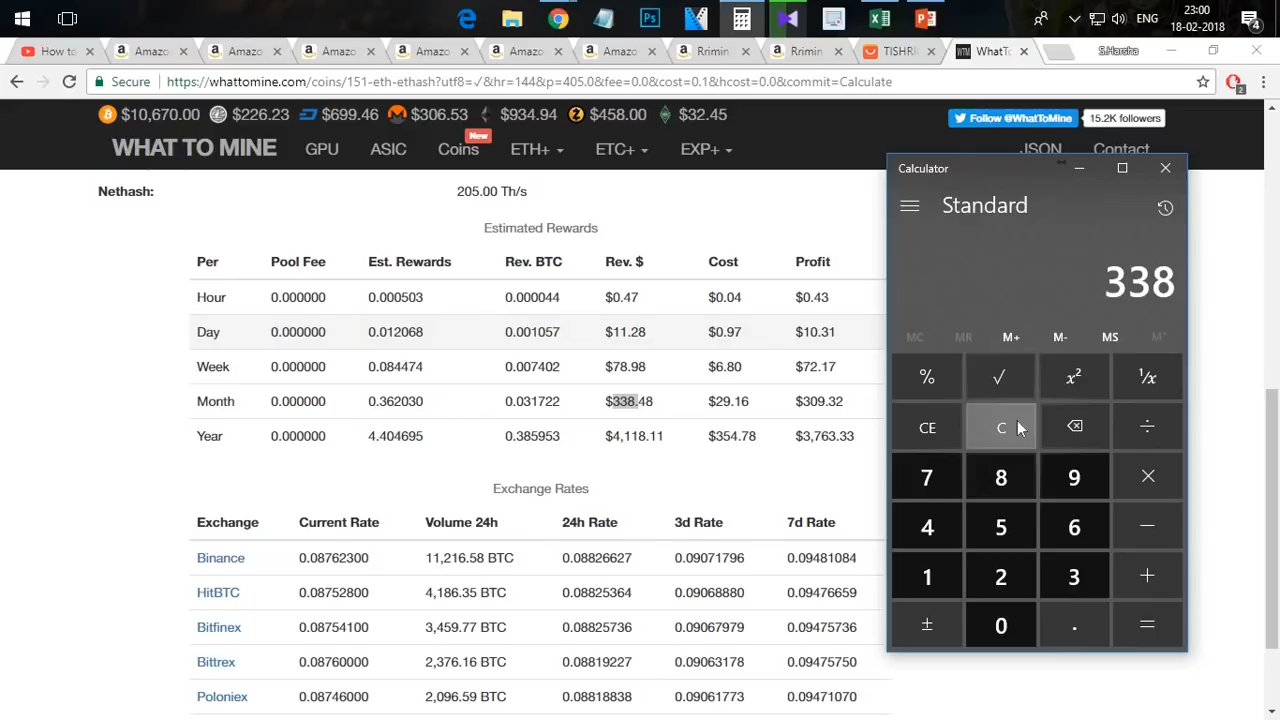 23:00
ENG
18-02-2018
4
How to
Amazo
Amazo
Amazo
Amazo
Amazo
Amazo
Rrimin
Rrimin
TISHRI
WTM
WhatTo
S.Harsha
Secure
https://whattomine.com/coins/151-eth-ethash?utf8=✓&hr=144&p=405.0&fee=0.0&cost=0.1&hcost=0.0&commit=Calculate
2
$10,670.00 $226.23 $699.46 $306.53 $934.94 $458.00 $32.45
Follow @WhatToMine
15.2K followers
WHAT TO MINE
GPU ASIC Coins New ETH+ ETC+ EXP+ JSON Contact
Nethash: 205.00 Th/s
Estimated Rewards
Per Pool Fee Est. Rewards Rev. BTC Rev. $ Cost Profit
Hour 0.000000 0.000503 0.000044 $0.47 $0.04 $0.43
Day 0.000000 0.012068 0.001057 $11.28 $0.97 $10.31
Week 0.000000 0.084474 0.007402 $78.98 $6.80 $72.17
Month 0.000000 0.362030 0.031722 $338.48 $29.16 $309.32
Year 0.000000 4.404695 0.385953 $4,118.11 $354.78 $3,763.33
Exchange Rates
Exchange Current Rate Volume 24h 24h Rate 3d Rate 7d Rate
Binance 0.08762300 11,216.58 BTC 0.08826627 0.09071796 0.09481084
HitBTC 0.08752800 4,186.35 BTC 0.08825364 0.09068880 0.09476659
Bitfinex 0.08754100 3,459.77 BTC 0.08825736 0.09067979 0.09475736
Bittrex 0.08760000 2,376.16 BTC 0.08819227 0.09063178 0.09475750
Poloniex 0.08746000 2,096.59 BTC 0.08818838 0.09061773 0.09471070
Calculator
Standard
338
MC MR M+ M- MS M˅
% √ x² ¹/x
CE C ⌫ ÷
7 8 9 ×
4 5 6 −
1 2 3 +
± 0 . =